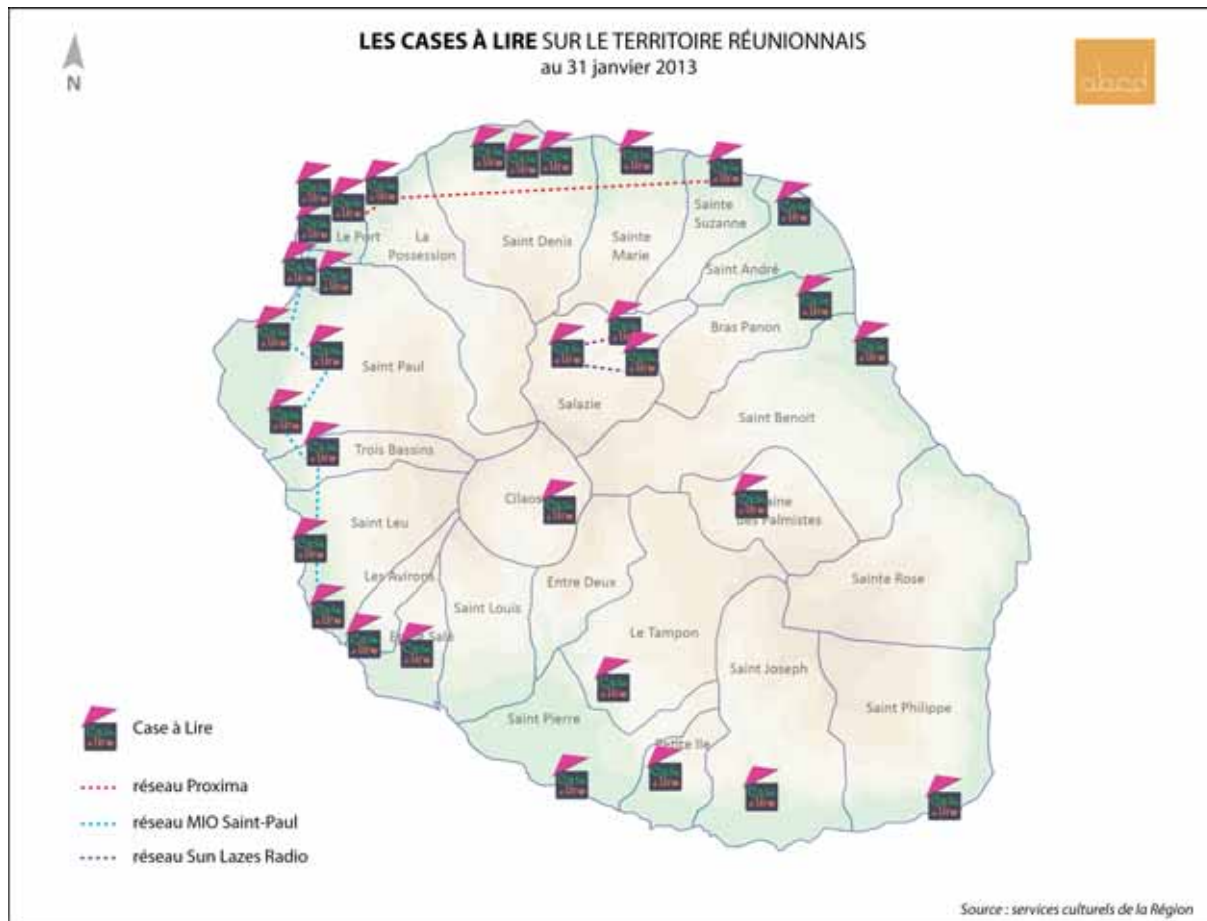 LES CASES À LIRE SUR LE TERRITOIRE RÉUNIONNAIS
au 31 janvier 2013
N
abcd
Le Port
La
Possession
Saint Denis
Sainte
Marie
Sainte
Suzanne
Saint André
Bras Panon
Saint Paul
Salazie
Saint Benoit
Trois Bassins
Cilaos
des Palmistes
Saint Leu
Sainte Rose
Les Avirons
Entre Deux
Saint Louis
Le Tampon
Saint Joseph
Saint Philippe
Saint Pierre
Petite Ile
Case à Lire
réseau Proxima
réseau MIO Saint-Paul
réseau Sun Lazes Radio
Source : services culturels de la Région